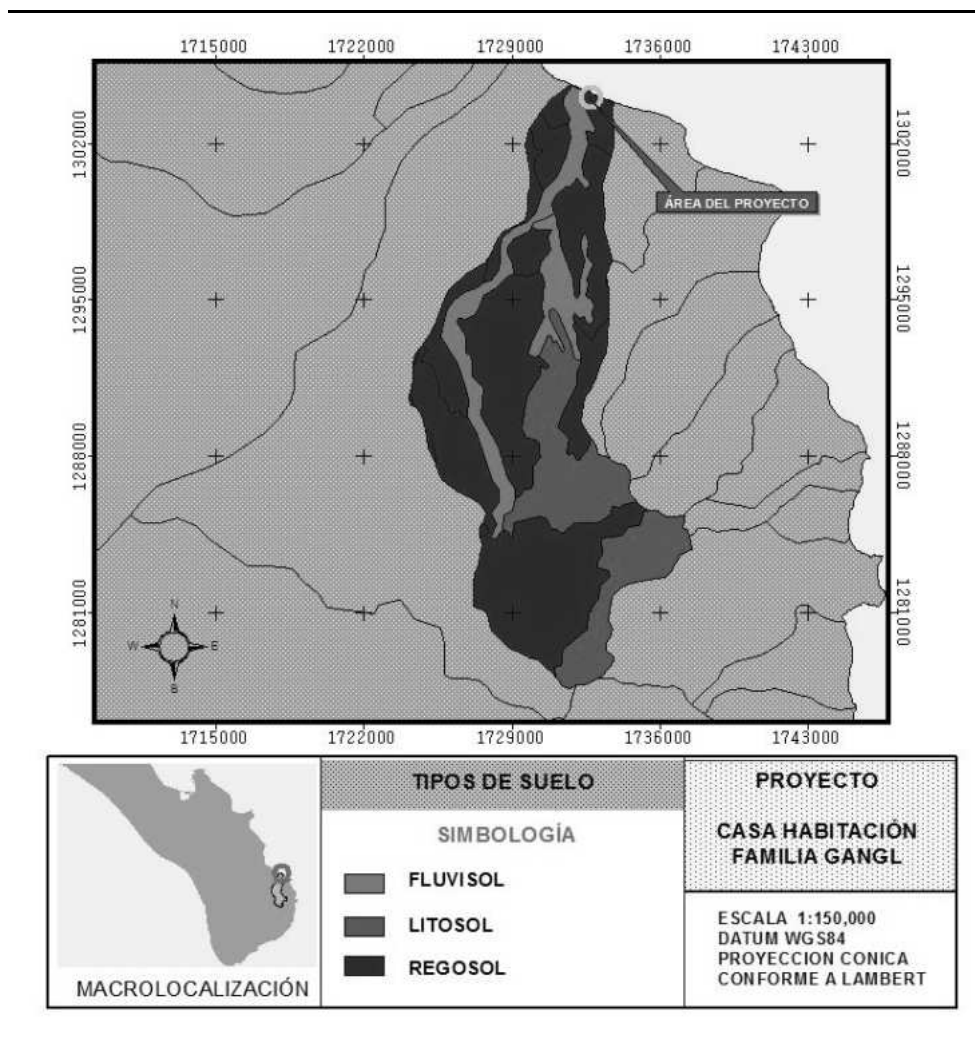 1715000 1722000 1729000 1736000 1743000
1302000
1295000
1288000
1281000
1302000
1295000
1288000
1281000
ÁREA DEL PROYECTO
N
W E
S
1715000 1722000 1729000 1736000 1743000
MACROLOCALIZACIÓN
TIPOS DE SUELO
SIMBOLOGÍA
FLUVISOL
LITOSOL
REGOSOL
PROYECTO
CASA HABITACIÓN
FAMILIA GANGL
ESCALA 1:150,000
DATUM WGS84
PROYECCION CONICA
CONFORME A LAMBERT